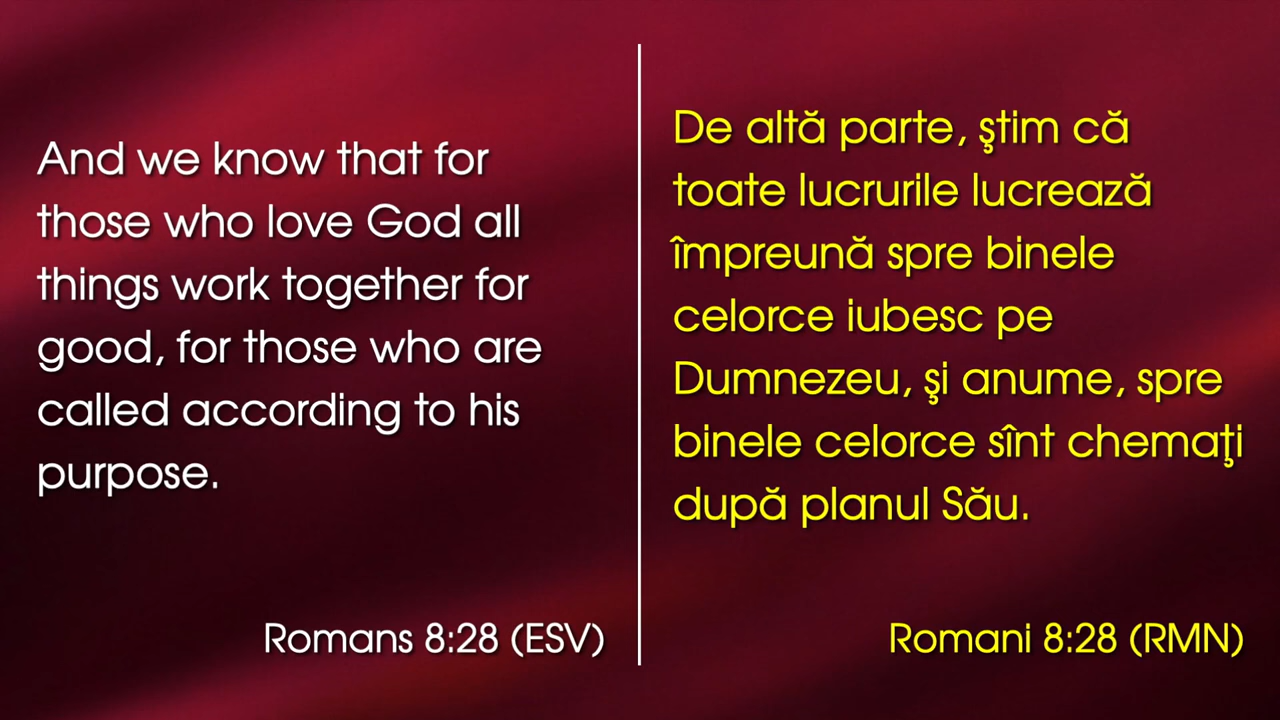 And we know that for
those who love God all
things work together for
good, for those who are
called according to his
purpose.
Romans 8:28 (ESV)
De altă parte, ştim că
toate lucrurile lucrează
împreună spre binele
celorce iubesc pe
Dumnezeu, şi anume, spre
binele celorce sînt chemaţi
după planul Său.
Romani 8:28 (RMN)